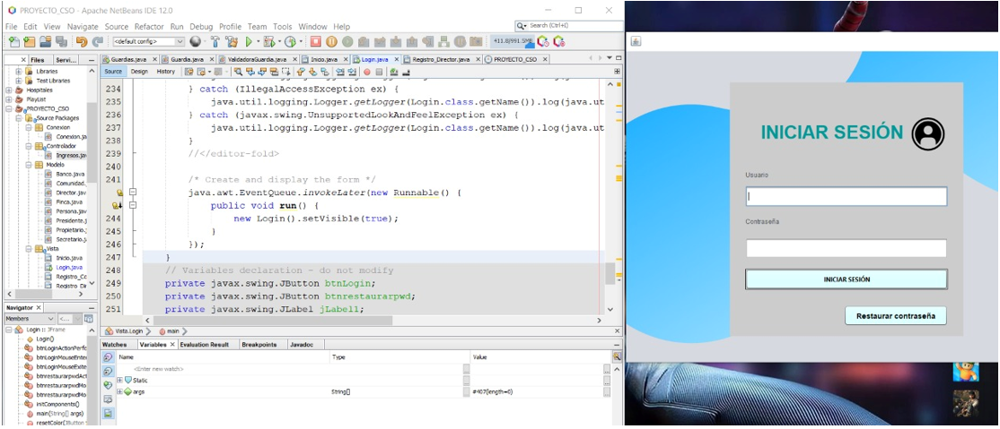 PROYECTO_CSO - Apache NetBeans IDE 12.0
File Edit View Navigate Source Refactor Run Debug Profile Team Tools Window Help
Search (Ctrl+I)
<default config>
411.8/991.5MB
Files Servi...
Guardias.java Guardia.java ValidadoraGuardia.java Inicio.java Login.java Registro_Director.java PROYECTO_CSO
Source Design History
Libraries
Test Libraries
Hospitales
PlayList
PROYECTO_CSO
Source Packages
Conexion
Conexion.ja
Controlador
Ingresos.jav
Modelo
Banco.java
Comunidad.
Director.jav
Finca.java
Persona.jav
Presidente.j
Propietario.j
Secretario.j
Vista
Inicio.java
Login.java
Registro_Co
Registro_Dir
234 } catch (IllegalAccessException ex) {
235 java.util.logging.Logger.getLogger(Login.class.getName()).log(java.ut
236 } catch (javax.swing.UnsupportedLookAndFeelException ex) {
237 java.util.logging.Logger.getLogger(Login.class.getName()).log(java.ut
238 }
239 //</editor-fold>
240
241 /* Create and display the form */
java.awt.EventQueue.invokeLater(new Runnable() {
public void run() {
244 new Login().setVisible(true);
245 }
246 });
247 }
248 // Variables declaration - do not modify
249 private javax.swing.JButton btnLogin;
250 private javax.swing.JButton btnrestaurarpwd;
251 private javax.swing.JLabel jLabel1;
Vista.Login main
Navigator
Members
Login :: JFrame
Login()
btnLoginActionPerfo
btnLoginMouseEnter
btnLoginMouseExite
btnrestaurarpwdAct
btnrestaurarpwdMo
btnrestaurarpwdMo
initComponents()
main(String[] args)
resetColor(JButton
Watches Variables Evaluation Result Breakpoints Javadoc
Name Type Value
<Enter new watch>
Static
args String[] #407(length=0)
INICIAR SESIÓN
Usuario
Contraseña
INICIAR SESIÓN
Restaurar contraseña